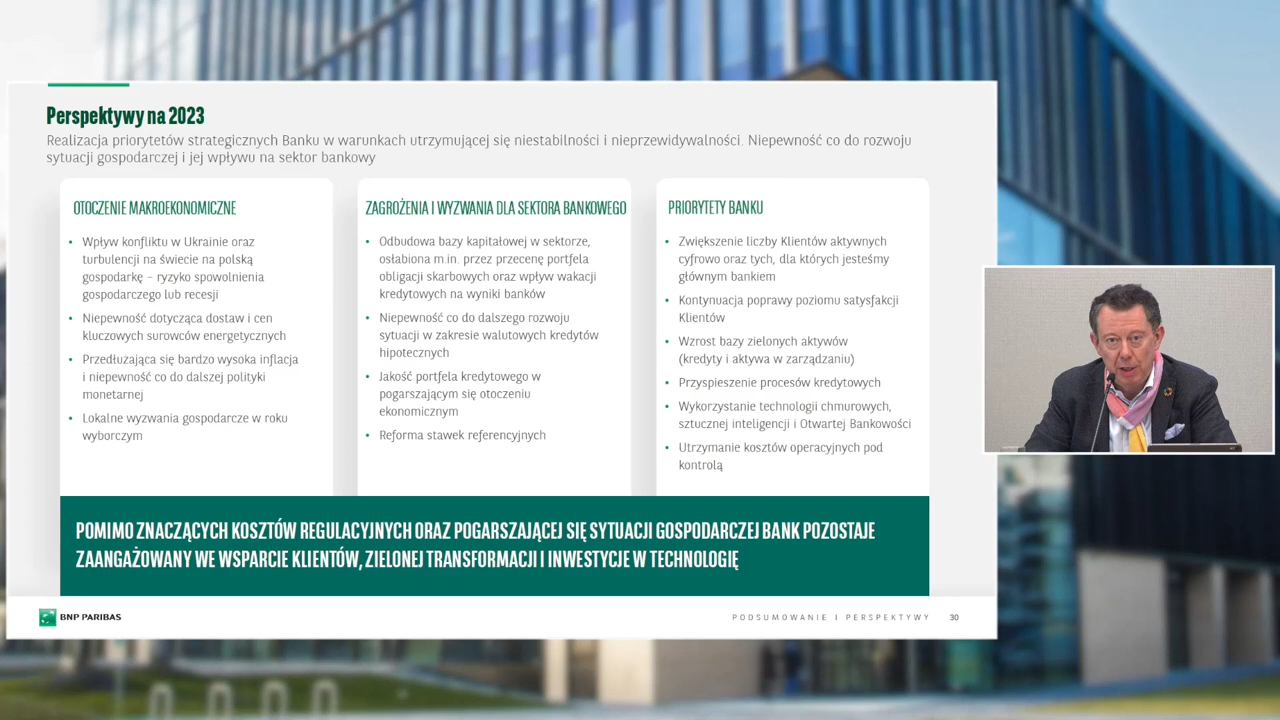 Perspektywy na 2023
Realizacja priorytetów strategicznych Banku w warunkach utrzymującej się niestabilności i nieprzewidywalności. Niepewność co do rozwoju
sytuacji gospodarczej i jej wpływu na sektor bankowy
OTOCZENIE MAKROEKONOMICZNE
• Wpływ konfliktu w Ukrainie oraz
turbulencji na świecie na polską
gospodarkę – ryzyko spowolnienia
gospodarczego lub recesji
• Niepewność dotycząca dostaw i cen
kluczowych surowców energetycznych
• Przedłużająca się bardzo wysoka inflacja
i niepewność co do dalszej polityki
monetarnej
• Lokalne wyzwania gospodarcze w roku
wyborczym
ZAGROŻENIA I WYZWANIA DLA SEKTORA BANKOWEGO
• Odbudowa bazy kapitałowej w sektorze,
osłabiona m.in. przez przecenę portfela
obligacji skarbowych oraz wpływ wakacji
kredytowych na wyniki banków
• Niepewność co do dalszego rozwoju
sytuacji w zakresie walutowych kredytów
hipotecznych
• Jakość portfela kredytowego w
pogarszającym się otoczeniu
ekonomicznym
• Reforma stawek referencyjnych
PRIORYTETY BANKU
• Zwiększenie liczby Klientów aktywnych
cyfrowo oraz tych, dla których jesteśmy
głównym bankiem
• Kontynuacja poprawy poziomu satysfakcji
Klientów
• Wzrost bazy zielonych aktywów
(kredyty i aktywa w zarządzaniu)
• Przyspieszenie procesów kredytowych
• Wykorzystanie technologii chmurowych,
sztucznej inteligencji i Otwartej Bankowości
• Utrzymanie kosztów operacyjnych pod
kontrolą
POMIMO ZNACZĄCYCH KOSZTÓW REGULACYJNYCH ORAZ POGARSZAJĄCEJ SIĘ SYTUACJI GOSPODARCZEJ BANK POZOSTAJE
ZAANGAŻOWANY WE WSPARCIE KLIENTÓW, ZIELONEJ TRANSFORMACJI I INWESTYCJE W TECHNOLOGIĘ
BNP PARIBAS
PODSUMOWANIE I PERSPEKTYWY 30